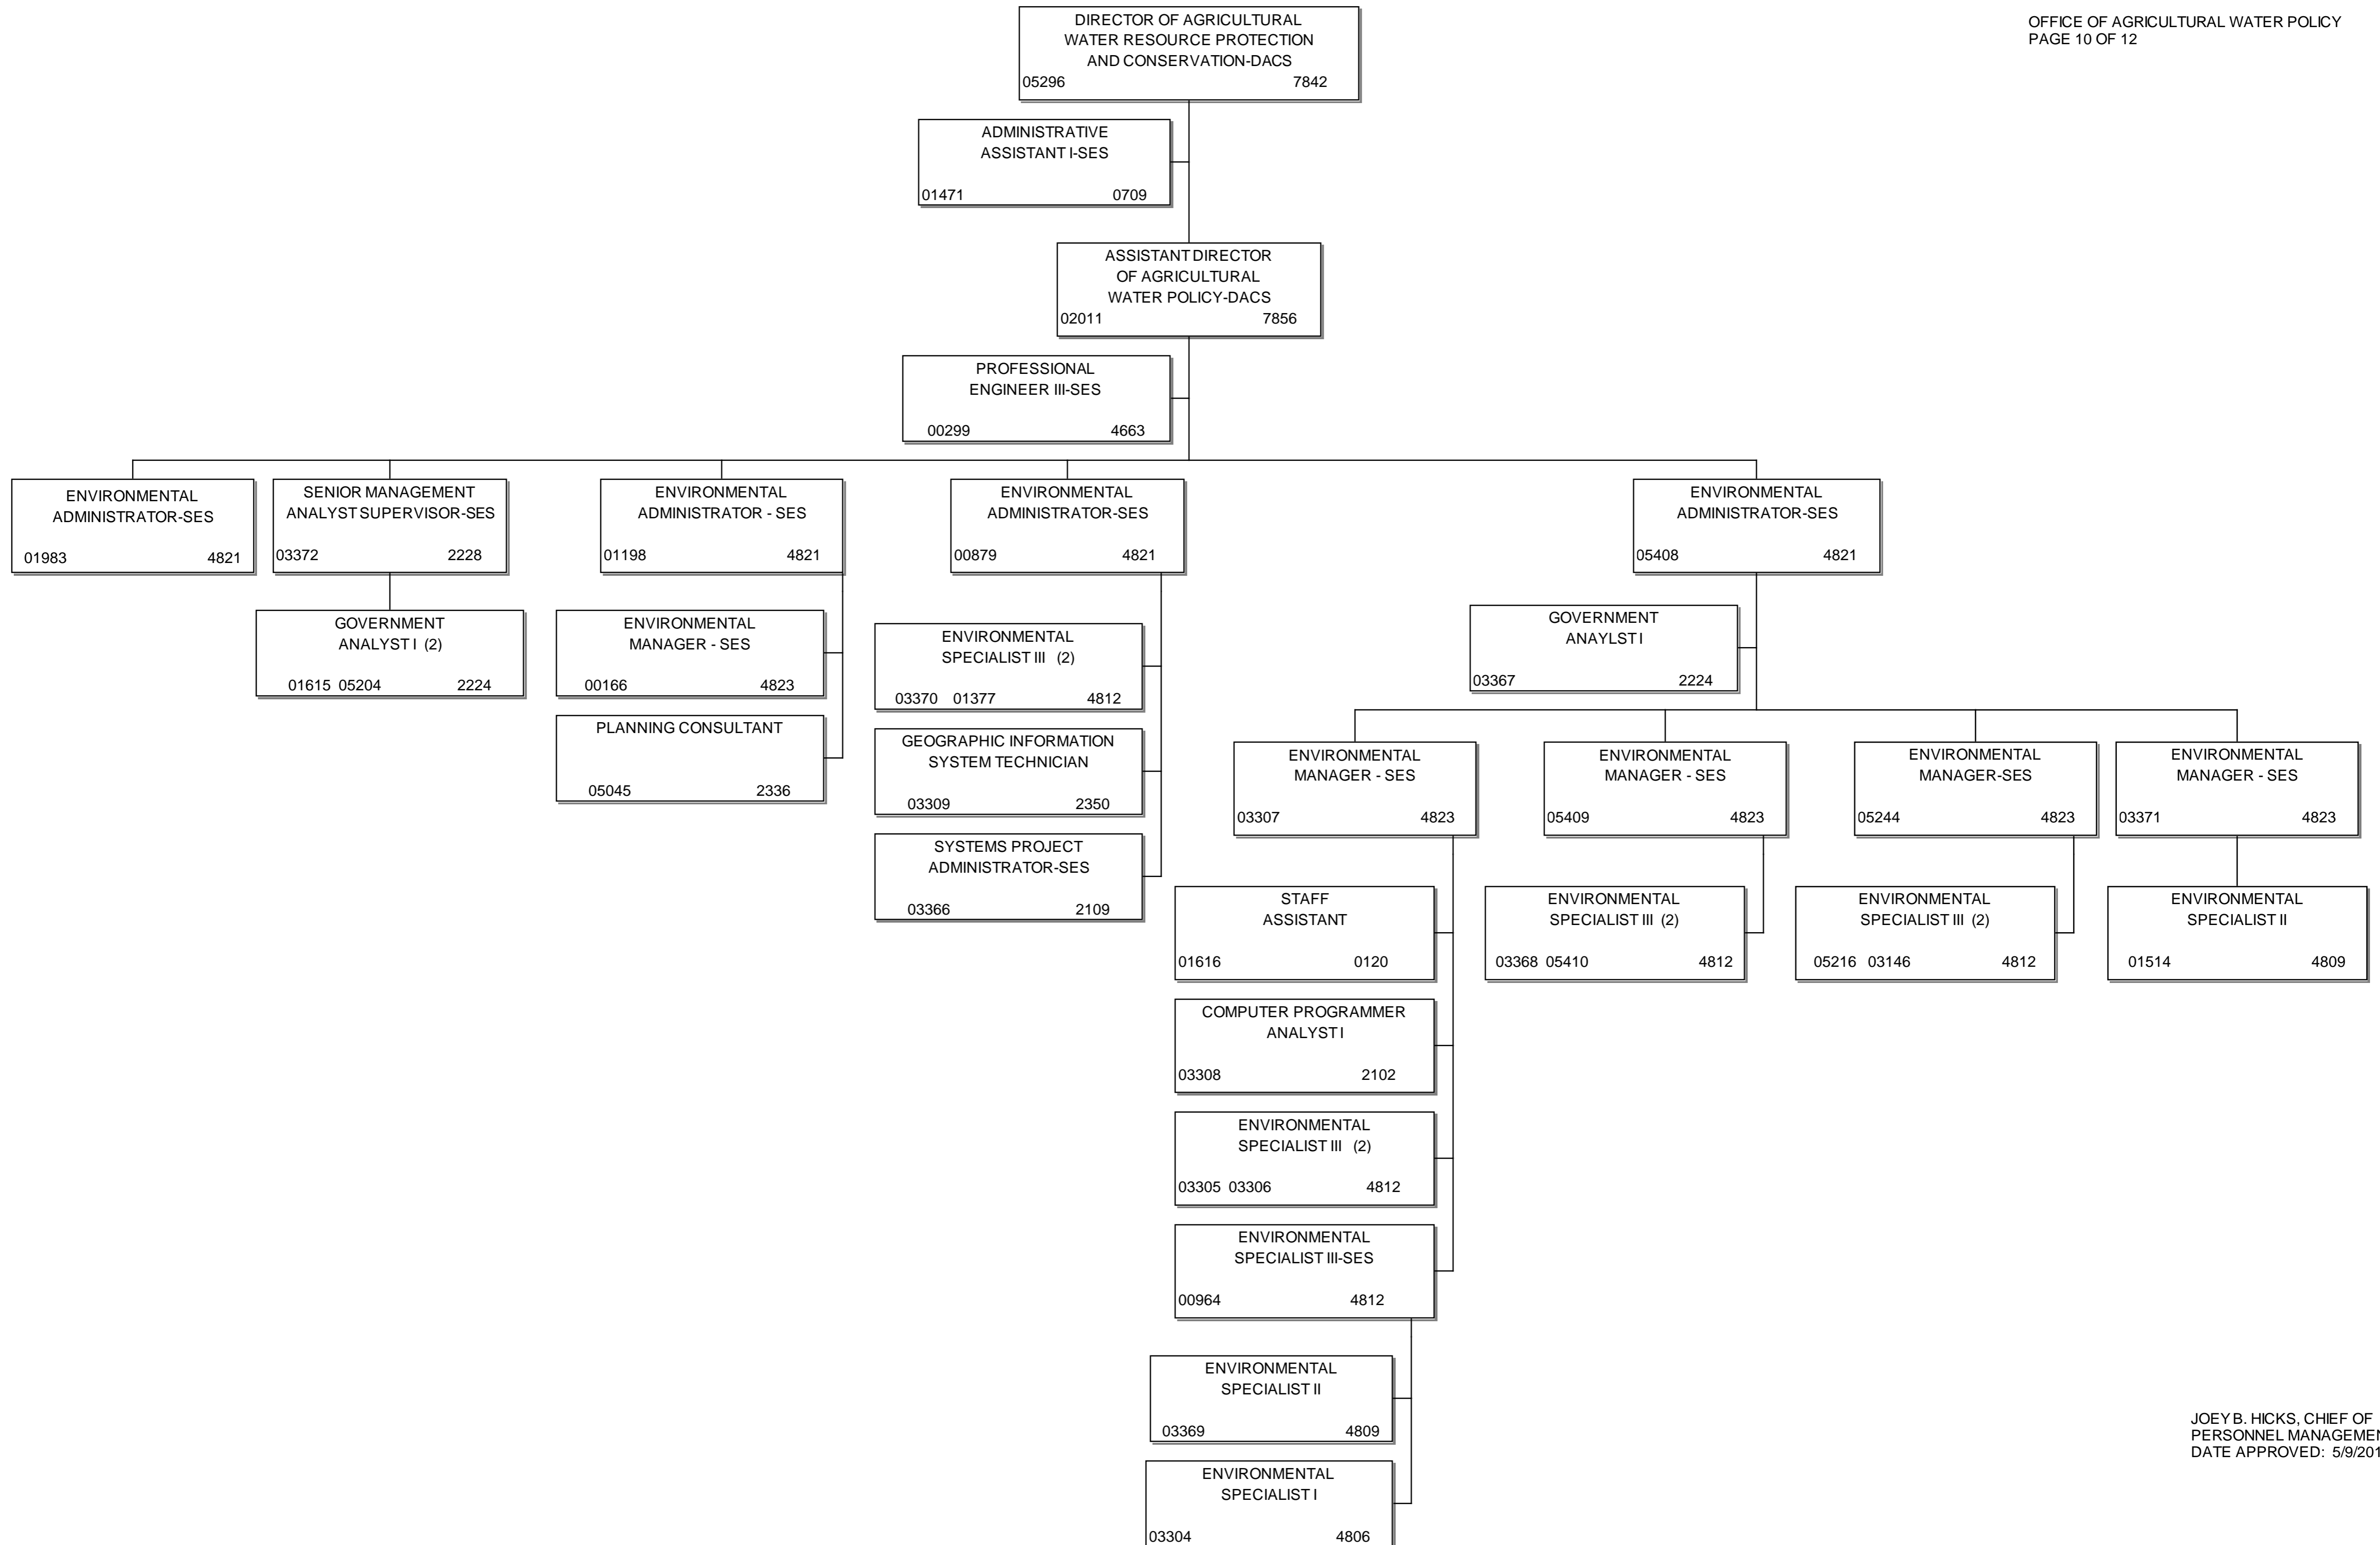 OFFICE OF AGRICULTURAL WATER POLICY
PAGE 10 OF 12
DIRECTOR OF AGRICULTURAL
WATER RESOURCE PROTECTION
AND CONSERVATION-DACS
05296 7842
ADMINISTRATIVE
ASSISTANT I-SES
01471 0709
ASSISTANT DIRECTOR
OF AGRICULTURAL
WATER POLICY-DACS
02011 7856
PROFESSIONAL
ENGINEER III-SES
00299 4663
ENVIRONMENTAL
ADMINISTRATOR-SES
01983 4821
SENIOR MANAGEMENT
ANALYST SUPERVISOR-SES
03372 2228
ENVIRONMENTAL
ADMINISTRATOR - SES
01198 4821
ENVIRONMENTAL
ADMINISTRATOR-SES
00879 4821
ENVIRONMENTAL
ADMINISTRATOR-SES
05408 4821
GOVERNMENT
ANALYST I (2)
01615 05204 2224
ENVIRONMENTAL
MANAGER - SES
00166 4823
PLANNING CONSULTANT
05045 2336
ENVIRONMENTAL
SPECIALIST III (2)
03370 01377 4812
GEOGRAPHIC INFORMATION
SYSTEM TECHNICIAN
03309 2350
SYSTEMS PROJECT
ADMINISTRATOR-SES
03366 2109
GOVERNMENT
ANAYLST I
03367 2224
ENVIRONMENTAL
MANAGER - SES
03307 4823
ENVIRONMENTAL
MANAGER - SES
05409 4823
ENVIRONMENTAL
MANAGER-SES
05244 4823
ENVIRONMENTAL
MANAGER - SES
03371 4823
STAFF
ASSISTANT
01616 0120
ENVIRONMENTAL
SPECIALIST III (2)
03368 05410 4812
ENVIRONMENTAL
SPECIALIST III (2)
05216 03146 4812
ENVIRONMENTAL
SPECIALIST II
01514 4809
COMPUTER PROGRAMMER
ANALYST I
03308 2102
ENVIRONMENTAL
SPECIALIST III (2)
03305 03306 4812
ENVIRONMENTAL
SPECIALIST III-SES
00964 4812
ENVIRONMENTAL
SPECIALIST II
03369 4809
ENVIRONMENTAL
SPECIALIST I
03304 4806
JOEY B. HICKS, CHIEF OF
PERSONNEL
DATE APPROVED: